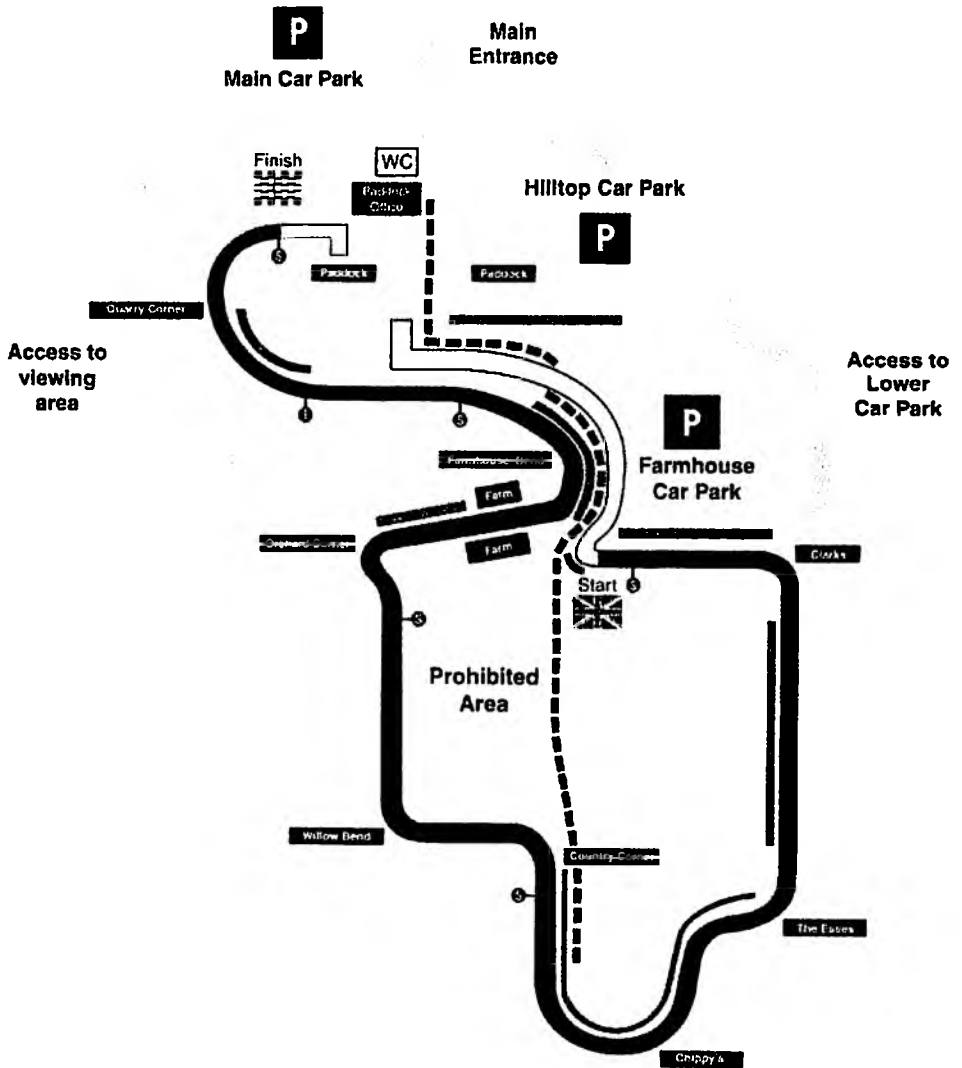 P
Main Car Park
Main
Entrance
Finish
WC
Paddock
Office
Hilltop Car Park
P
Paddock
Paddock
Quarry Corner
Access to
viewing
area
Access to
Lower
Car Park
P
Farmhouse
Car Park
Farmhouse Bend
Farm
Farm
Orchard Corner
Clarks
Start
S
S
S
S
S
Prohibited
Area
Willow Bend
Country Corner
The Esses
Chippy's